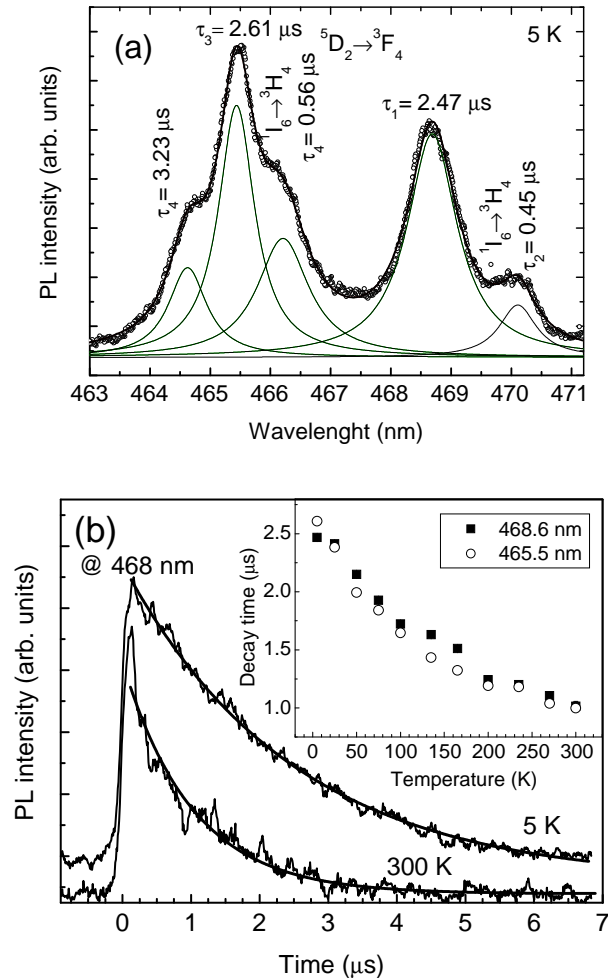 (a)
τ3= 2.61 μs
5D2→3F4
5 K
τ4= 3.23 μs
1I6→3H4
τ4= 0.56 μs
τ1= 2.47 μs
1I6→3H4
τ2= 0.45 μs
PL intensity (arb. units)
463 464 465 466 467 468 469 470 471
Wavelenght (nm)
(b)
@ 468 nm
468.6 nm
465.5 nm
Decay time (μs)
2.5
2.0
1.5
1.0
0 50 100 150 200 250 300
Temperature (K)
5 K
300 K
PL intensity (arb. units)
0 1 2 3 4 5 6 7
Time (μs)